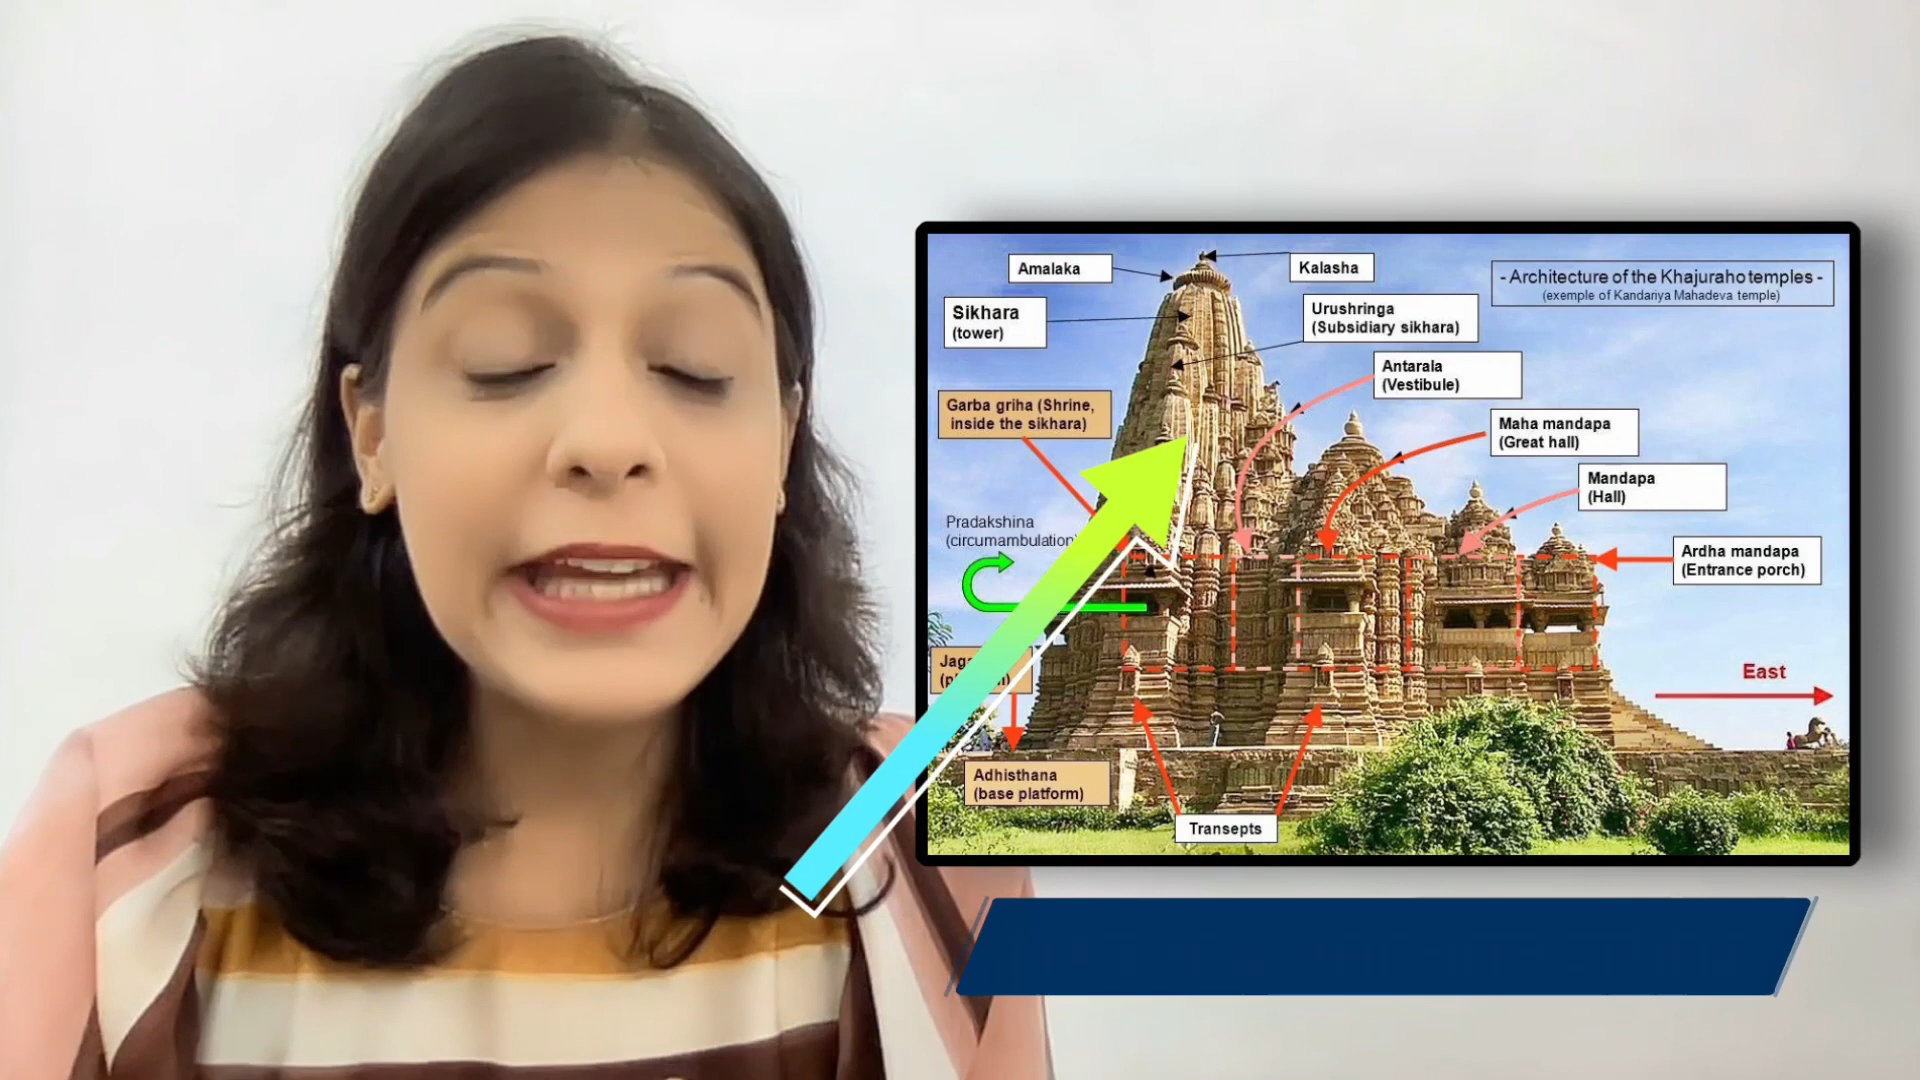 Amalaka
Kalasha
- Architecture of the Khajuraho temples -
(exemple of Kandariya Mahadeva temple)
Sikhara
(tower)
Urushringa
(Subsidiary sikhara)
Antarala
(Vestibule)
Garba griha (Shrine,
inside the sikhara)
Maha mandapa
(Great hall)
Mandapa
(Hall)
Pradakshina
(circumambulation)
Ardha mandapa
(Entrance porch)
East
Adhisthana
(base platform)
Transepts